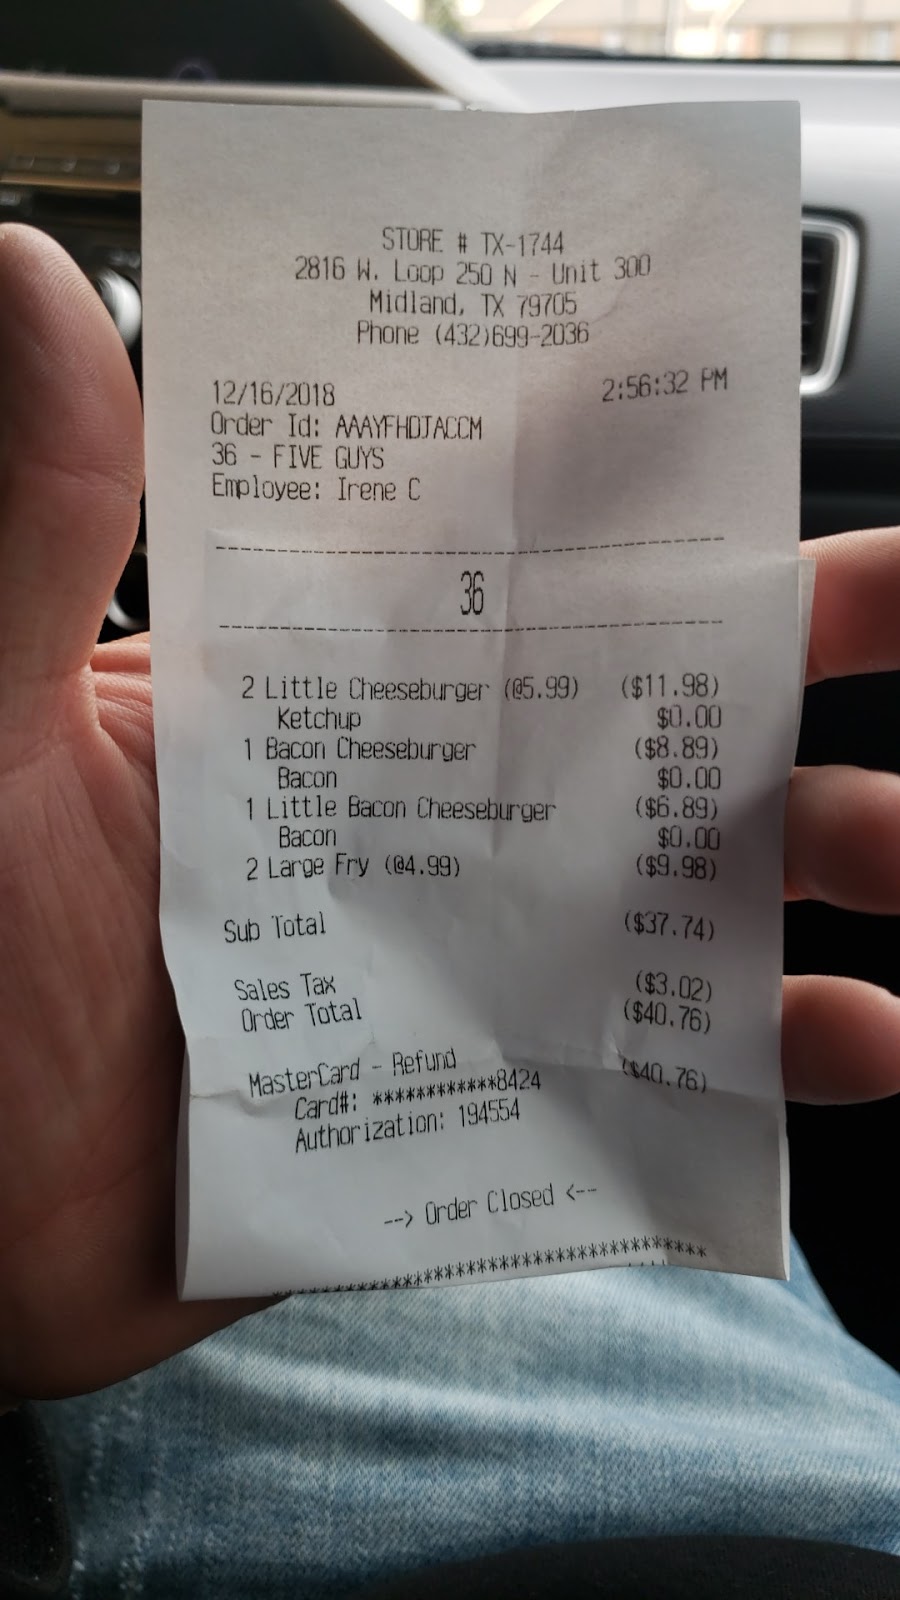 STORE # TX-1744
2816 W. Loop 250 N - Unit 300
Midland, TX 79705
Phone (432)699-2036
12/16/2018 2:56:32 PM
Order Id: AAAYFHDJACCM
36 - FIVE GUYS
Employee: Irene C
--------------------------------------------
36
--------------------------------------------
2 Little Cheeseburger (@5.99) ($11.98)
Ketchup $0.00
1 Bacon Cheeseburger ($8.89)
Bacon $0.00
1 Little Bacon Cheeseburger ($6.89)
Bacon $0.00
2 Large Fry (@4.99) ($9.98)
Sub Total ($37.74)
Sales Tax ($3.02)
Order Total ($40.76)
MasterCard - Refund ($40.76)
Card#: ************8424
Authorization: 194554
--> Order Closed <--
******************************************